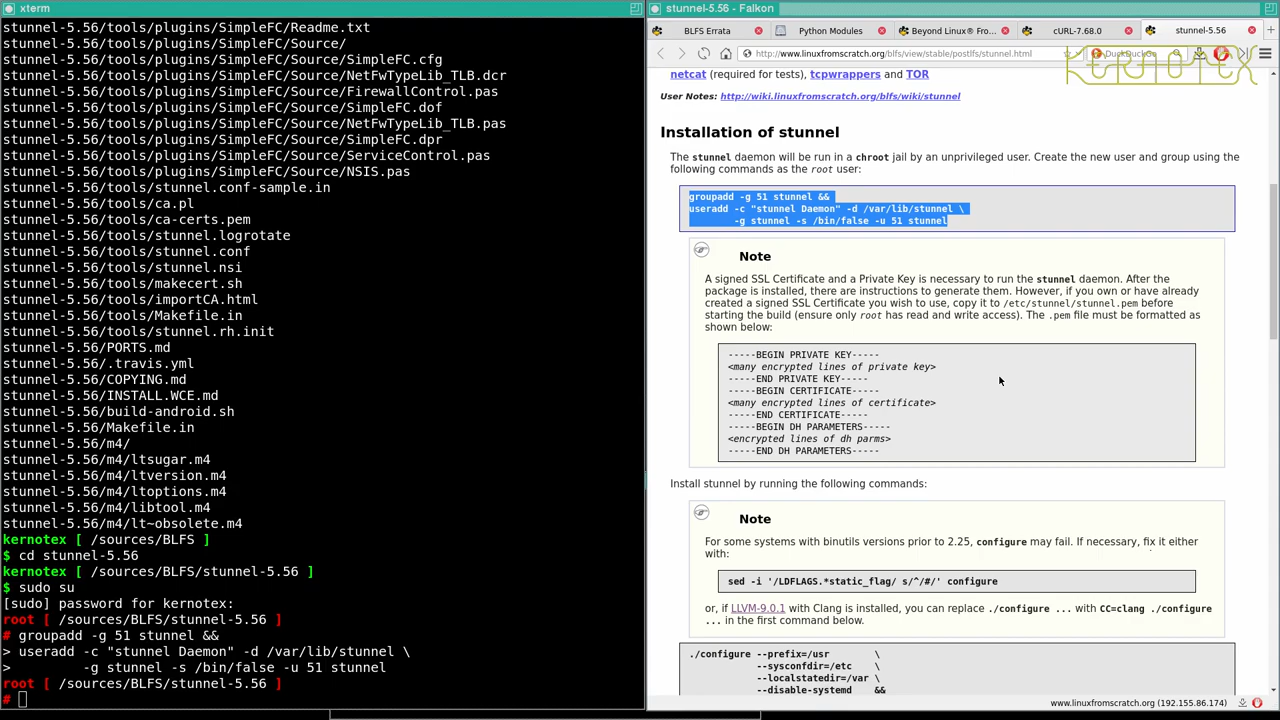 xterm
stunnel-5.56/tools/plugins/SimpleFC/Readme.txt
stunnel-5.56/tools/plugins/SimpleFC/Source/
stunnel-5.56/tools/plugins/SimpleFC/Source/SimpleFC.cfg
stunnel-5.56/tools/plugins/SimpleFC/Source/NetFwTypeLib_TLB.dcr
stunnel-5.56/tools/plugins/SimpleFC/Source/FirewallControl.pas
stunnel-5.56/tools/plugins/SimpleFC/Source/SimpleFC.dof
stunnel-5.56/tools/plugins/SimpleFC/Source/NetFwTypeLib_TLB.pas
stunnel-5.56/tools/plugins/SimpleFC/Source/SimpleFC.dpr
stunnel-5.56/tools/plugins/SimpleFC/Source/ServiceControl.pas
stunnel-5.56/tools/plugins/SimpleFC/Source/NSIS.pas
stunnel-5.56/tools/stunnel.conf-sample.in
stunnel-5.56/tools/ca.pl
stunnel-5.56/tools/ca-certs.pem
stunnel-5.56/tools/stunnel.logrotate
stunnel-5.56/tools/stunnel.conf
stunnel-5.56/tools/stunnel.nsi
stunnel-5.56/tools/makecert.sh
stunnel-5.56/tools/importCA.html
stunnel-5.56/tools/Makefile.in
stunnel-5.56/tools/stunnel.rh.init
stunnel-5.56/PORTS.md
stunnel-5.56/.travis.yml
stunnel-5.56/COPYING.md
stunnel-5.56/INSTALL.WCE.md
stunnel-5.56/build-android.sh
stunnel-5.56/Makefile.in
stunnel-5.56/m4/
stunnel-5.56/m4/ltsugar.m4
stunnel-5.56/m4/ltversion.m4
stunnel-5.56/m4/ltoptions.m4
stunnel-5.56/m4/libtool.m4
stunnel-5.56/m4/lt~obsolete.m4
kernotex [ /sources/BLFS ]
$ cd stunnel-5.56
kernotex [ /sources/BLFS/stunnel-5.56 ]
$ sudo su
[sudo] password for kernotex:
root [ /sources/BLFS/stunnel-5.56 ]
# groupadd -g 51 stunnel &&
> useradd -c "stunnel Daemon" -d /var/lib/stunnel \
>         -g stunnel -s /bin/false -u 51 stunnel
root [ /sources/BLFS/stunnel-5.56 ]
#
stunnel-5.56 - Falkon
BLFS Errata
Python Modules
Beyond Linux® Fro...
cURL-7.68.0
stunnel-5.56
http://www.linuxfromscratch.org/blfs/view/stable/postlfs/stunnel.html
DuckDuckGo
KERNOTEX
netcat (required for tests), tcpwrappers and TOR
User Notes: http://wiki.linuxfromscratch.org/blfs/wiki/stunnel
Installation of stunnel
The stunnel daemon will be run in a chroot jail by an unprivileged user. Create the new user and group using the
following commands as the root user:
groupadd -g 51 stunnel &&
useradd -c "stunnel Daemon" -d /var/lib/stunnel \
        -g stunnel -s /bin/false -u 51 stunnel
Note
A signed SSL Certificate and a Private Key is necessary to run the stunnel daemon. After the
package is installed, there are instructions to generate them. However, if you own or have already
created a signed SSL Certificate you wish to use, copy it to /etc/stunnel/stunnel.pem before
starting the build (ensure only root has read and write access). The .pem file must be formatted as
shown below:
-----BEGIN PRIVATE KEY-----
<many encrypted lines of private key>
-----END PRIVATE KEY-----
-----BEGIN CERTIFICATE-----
<many encrypted lines of certificate>
-----END CERTIFICATE-----
-----BEGIN DH PARAMETERS-----
<encrypted lines of dh parms>
-----END DH PARAMETERS-----
Install stunnel by running the following commands:
Note
For some systems with binutils versions prior to 2.25, configure may fail. If necessary, fix it either
with:
sed -i '/LDFLAGS.*static_flag/ s/^/#/' configure
or, if LLVM-9.0.1 with Clang is installed, you can replace ./configure ... with CC=clang ./configure
... in the first command below.
./configure --prefix=/usr        \
            --sysconfdir=/etc    \
            --localstatedir=/var \
            --disable-systemd    &&
www.linuxfromscratch.org (192.155.86.174)